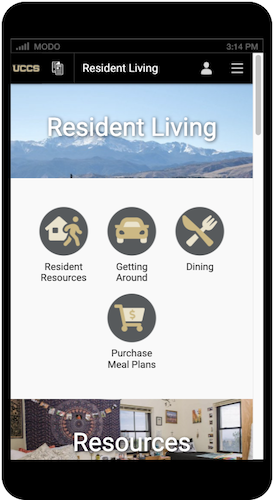 MODO 3:14 PM
UCCS Resident Living
Resident Living
Resident
Resources
Getting
Around
Dining
$
Purchase
Meal Plans
Resources